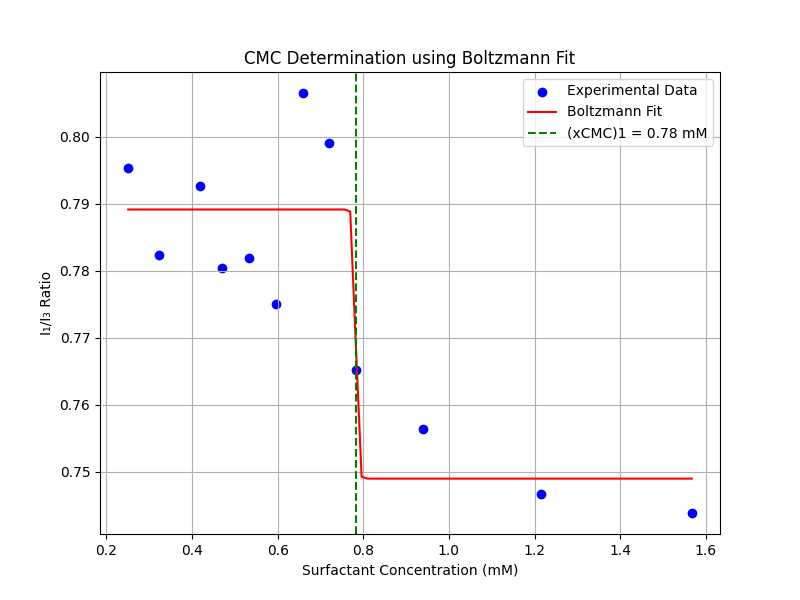 CMC Determination using Boltzmann Fit
Experimental Data
Boltzmann Fit
(xCMC)1 = 0.78 mM
I₁/I₃ Ratio
0.80
0.79
0.78
0.77
0.76
0.75
0.2 0.4 0.6 0.8 1.0 1.2 1.4 1.6
Surfactant Concentration (mM)